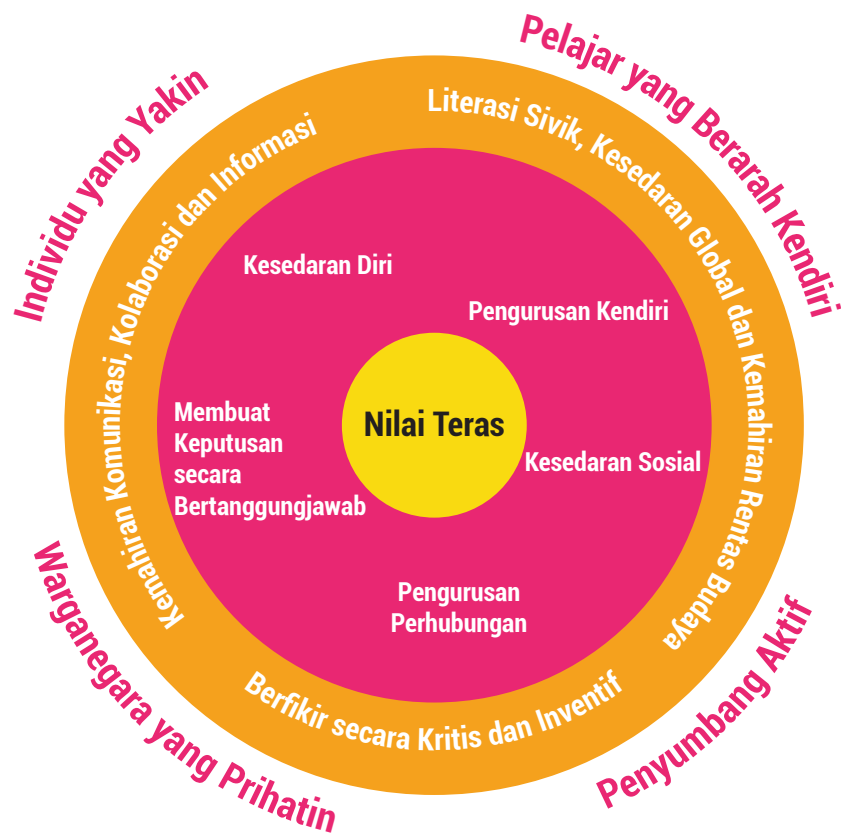 Individu yang Yakin
Pelajar yang Berarah Kendiri
Kemahiran Komunikasi, Kolaborasi dan Informasi
Literasi Sivik, Kesedaran Global dan Kemahiran Rentas Budaya
Kesedaran Diri
Pengurusan Kendiri
Membuat
Keputusan
secara
Bertanggungjawab
Nilai Teras
Kesedaran Sosial
Pengurusan
Perhubungan
Berfikir secara Kritis dan Inventif
Warganegara yang Prihatin
Penyumbang Aktif